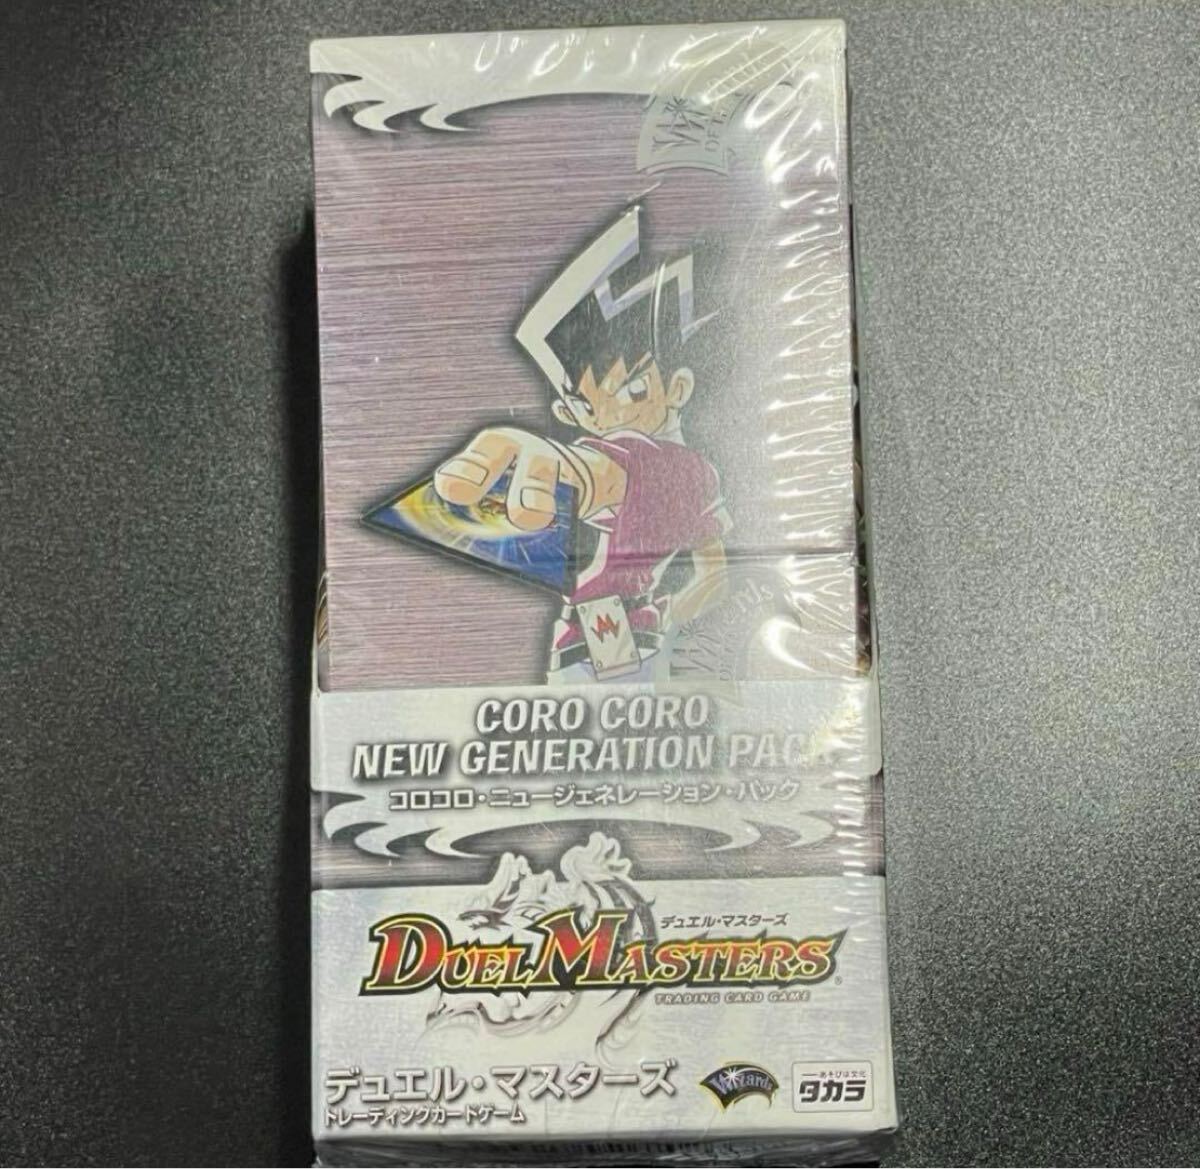 CORO CORO
NEW GENERATION PACK
コロコロ・ニュージェネレーション・パック
デュエル・マスターズ
DUEL MASTERS
TRADING CARD GAME
デュエル・マスターズ
トレーディングカードゲーム
Wizards
あそびは文化
タカラ